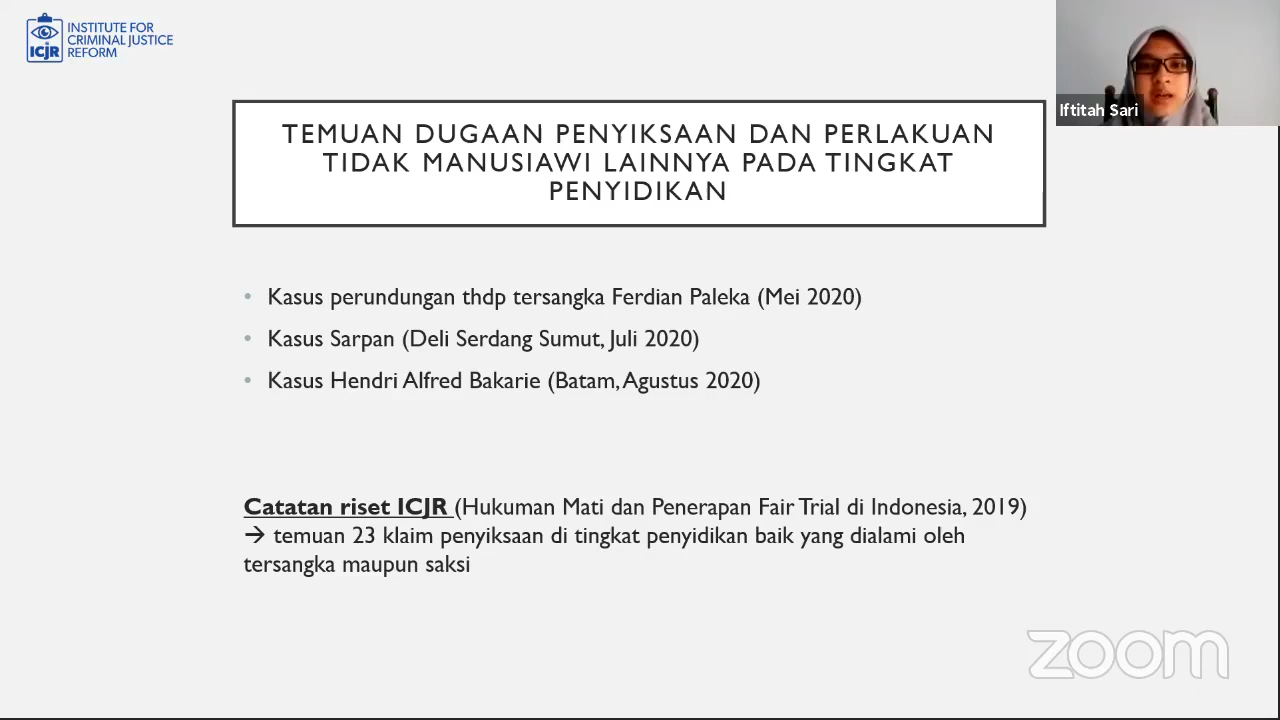 ICJR
INSTITUTE FOR
CRIMINAL JUSTICE
REFORM
Iftitah Sari
TEMUAN DUGAAN PENYIKSAAN DAN PERLAKUAN
TIDAK MANUSIAWI LAINNYA PADA TINGKAT
PENYIDIKAN
• Kasus perundungan thdp tersangka Ferdian Paleka (Mei 2020)
• Kasus Sarpan (Deli Serdang Sumut, Juli 2020)
• Kasus Hendri Alfred Bakarie (Batam, Agustus 2020)
Catatan riset ICJR (Hukuman Mati dan Penerapan Fair Trial di Indonesia, 2019)
→ temuan 23 klaim penyiksaan di tingkat penyidikan baik yang dialami oleh
tersangka maupun saksi
zoom